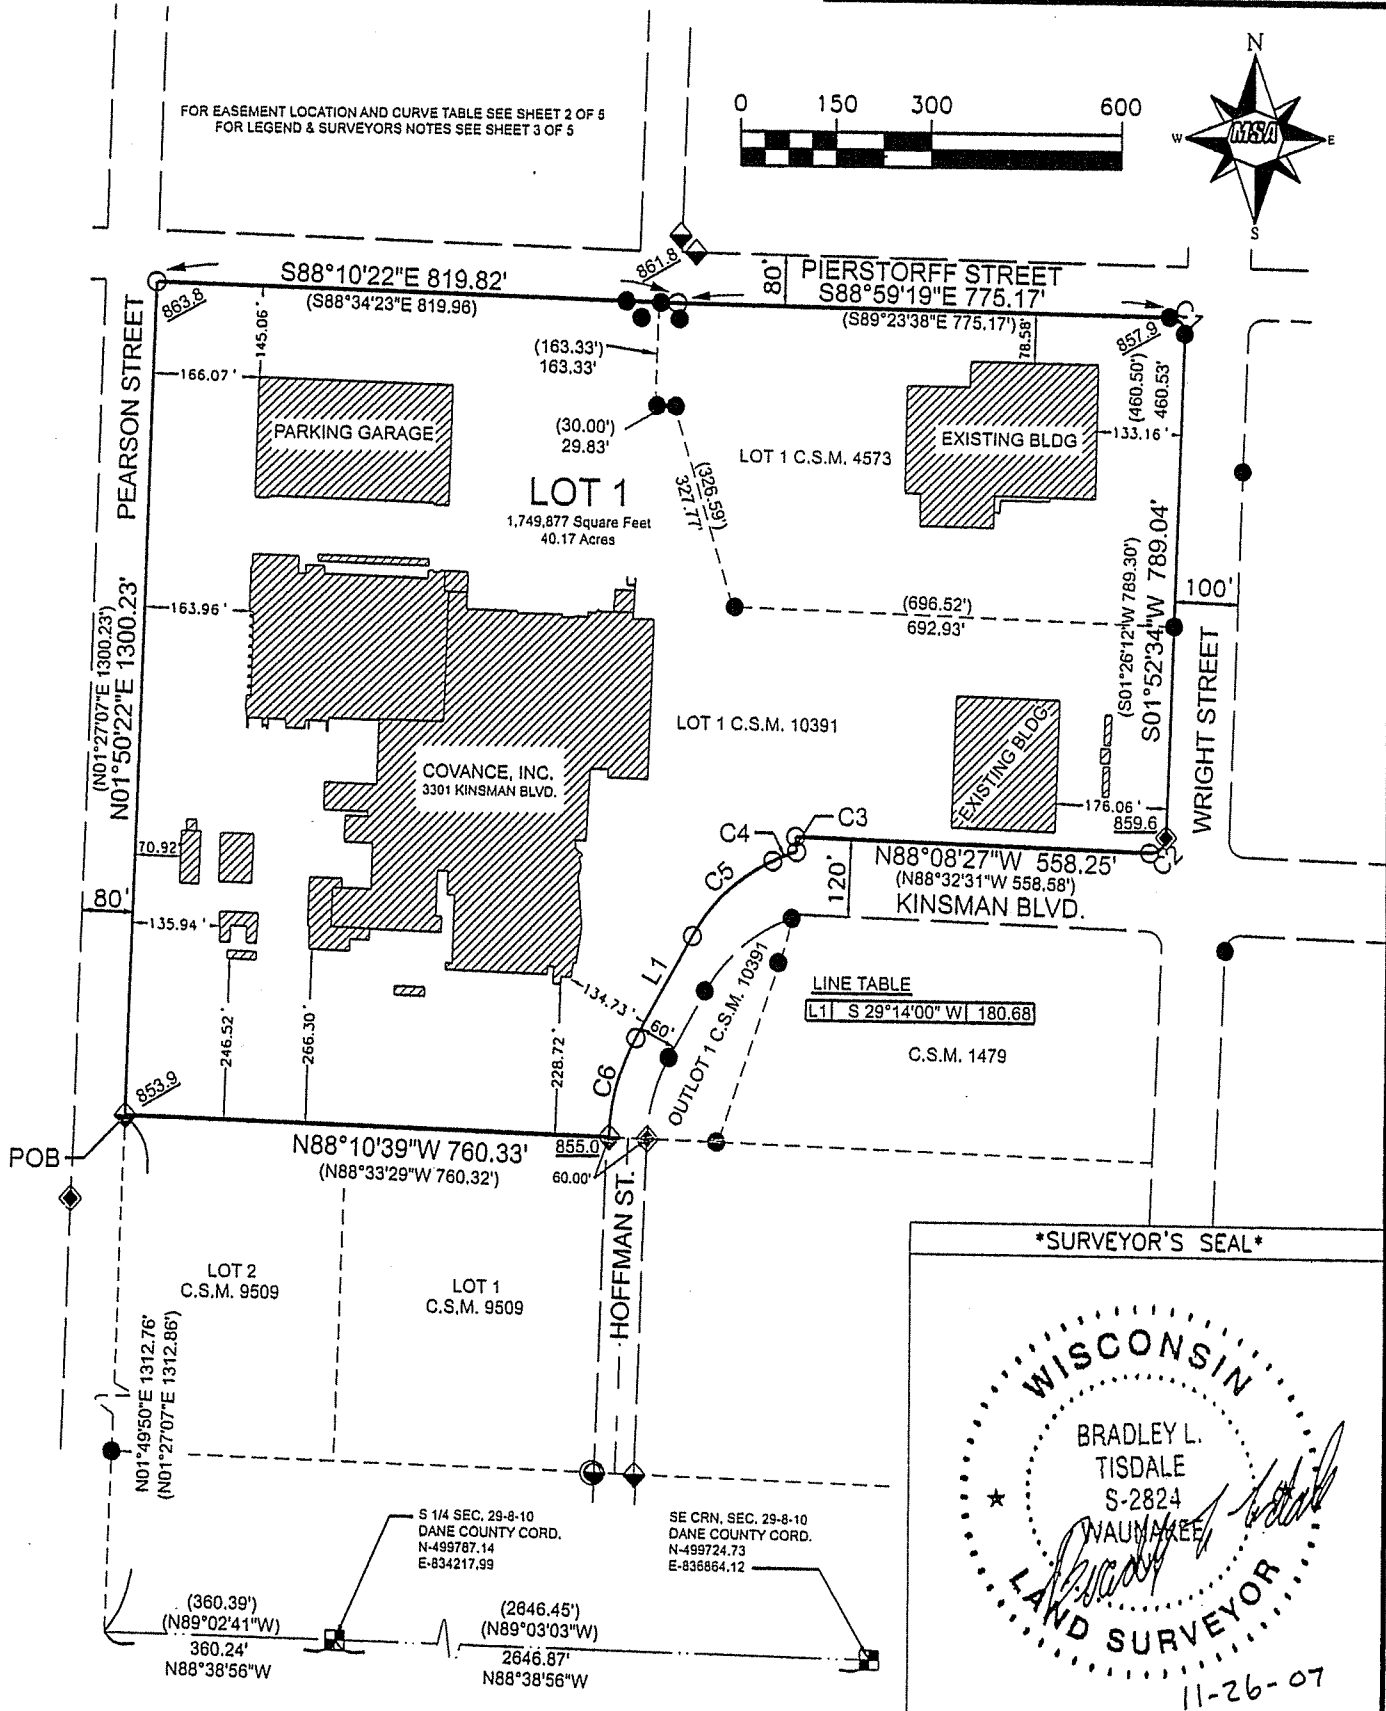 FOR EASEMENT LOCATION AND CURVE TABLE SEE SHEET 2 OF 5
FOR LEGEND & SURVEYORS NOTES SEE SHEET 3 OF 5
0 150 300 600
N
W MSA E
S
S88°10'22"E 819.82'
(S88°34'23"E 819.96)
861.8
80'
PIERSTORFF STREET
S88°59'19"E 775.17'
(S89°23'38"E 775.17')
863.8
857.9
C1
145.06'
166.07'
78.58'
(163.33')
163.33'
(460.50')
460.53'
PEARSON STREET
PARKING GARAGE
(30.00')
29.83'
EXISTING BLDG
133.16'
LOT 1 C.S.M. 4573
(326.59')
327.77'
LOT 1
1,749,877 Square Feet
40.17 Acres
163.96'
(696.52')
692.93'
100'
(S01°26'12"W 789.30')
S01°52'34"W 789.04'
WRIGHT STREET
(N01°27'07"E 1300.23")
N01°50'22"E 1300.23'
LOT 1 C.S.M. 10391
COVANCE, INC.
3301 KINSMAN BLVD.
EXISTING BLDG
176.06'
859.6
C3
C4
C5
C2
70.92'
N88°08'27"W 558.25'
(N88°32'31"W 558.58')
KINSMAN BLVD.
120'
80'
135.94'
L1
134.73'
60'
C6
OUTLOT 1 C.S.M. 10391
LINE TABLE
L1 S 29°14'00" W 180.68
C.S.M. 1479
246.52'
266.30'
228.72'
853.9
POB
N88°10'39"W 760.33'
(N88°33'29"W 760.32')
855.0
60.00'
HOFFMAN ST.
LOT 2
C.S.M. 9509
LOT 1
C.S.M. 9509
N01°49'50"E 1312.76'
(N01°27'07"E 1312.86')
*SURVEYOR'S SEAL*
WISCONSIN
BRADLEY L.
TISDALE
S-2824
WAUNAKEE
LAND SURVEYOR
11-26-07
S 1/4 SEC. 29-8-10
DANE COUNTY CORD.
N-499787.14
E-834217.99
SE CRN, SEC. 29-8-10
DANE COUNTY CORD.
N-499724.73
E-836864.12
(360.39')
(N89°02'41"W)
360.24'
N88°38'56"W
(2646.45')
(N89°03'03"W)
2646.87'
N88°38'56"W